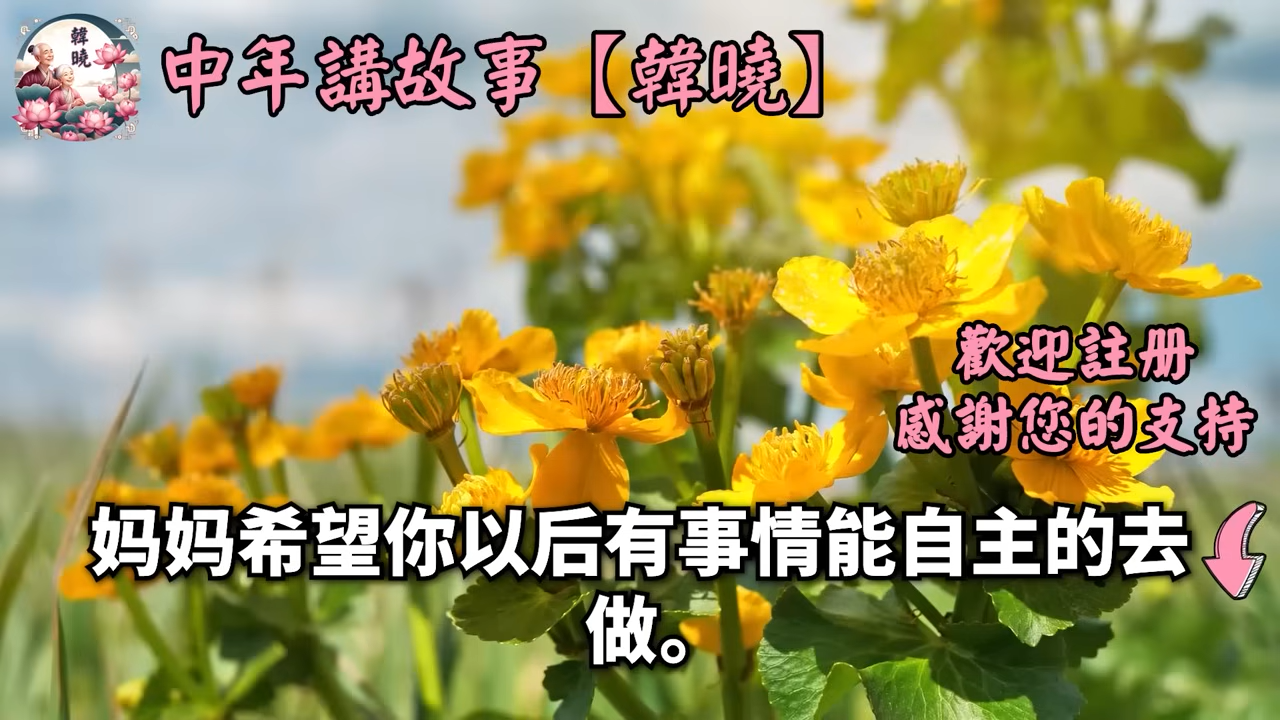 韓
曉
中年講故事【韓曉】
歡迎註册
感謝您的支持
妈妈希望你以后有事情能自主的去
做。